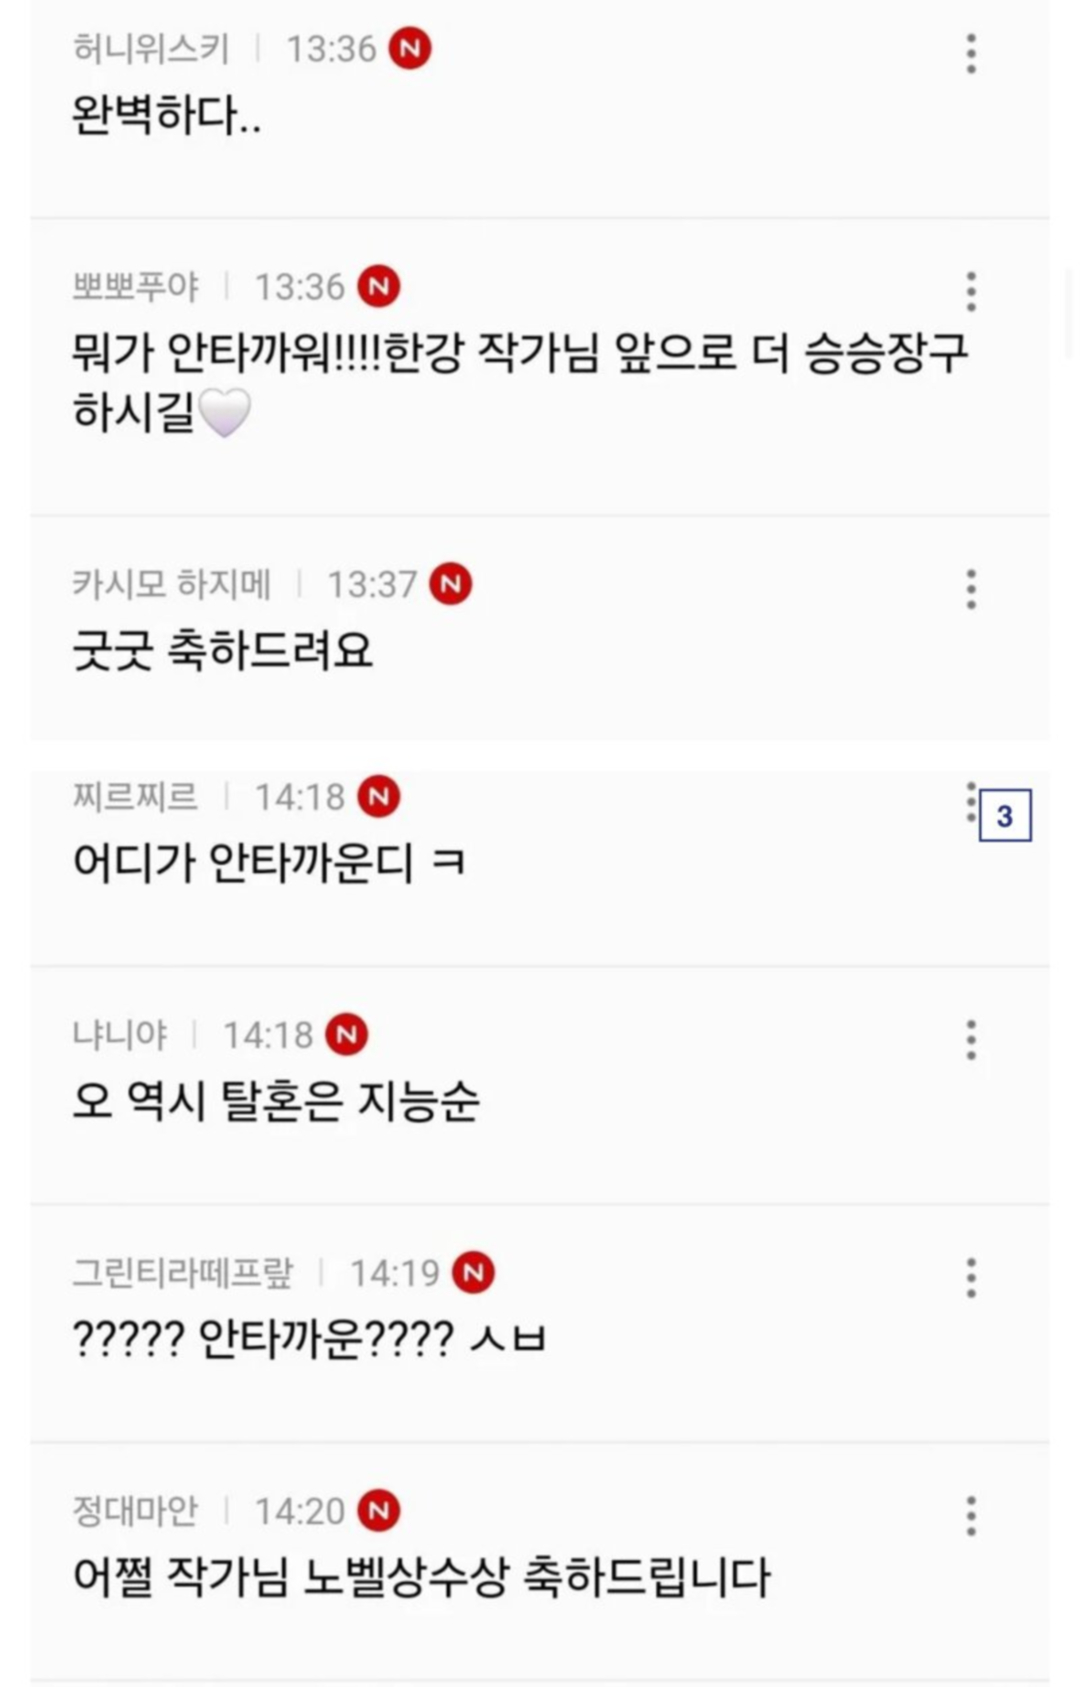 허니위스키 | 13:36 N
완벽하다..
뽀뽀푸야 | 13:36 N
뭐가 안타까워!!!!한강 작가님 앞으로 더 승승장구
하시길🤍
카시모 하지메 | 13:37 N
굿굿 축하드려요
찌르찌르 | 14:18 N
3
어디가 안타까운디 ㅋ
냐니야 | 14:18 N
오 역시 탈혼은 지능순
그린티라떼프랖 | 14:19 N
????? 안타까운???? ㅅㅂ
정대마안 | 14:20 N
어쩔 작가님 노벨상수상 축하드립니다